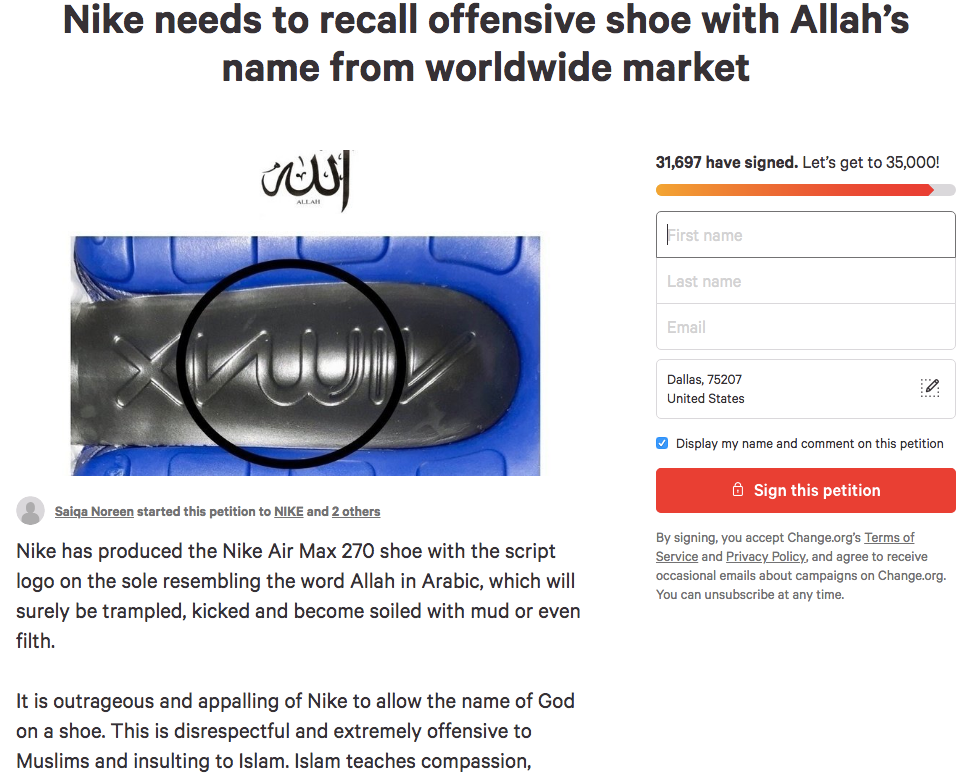 Nike needs to recall offensive shoe with Allah’s
name from worldwide market
الله
ALLAH
31,697 have signed. Let’s get to 35,000!
First name
Last name
Email
Dallas, 75207
United States
Display my name and comment on this petition
Sign this petition
By signing, you accept Change.org’s Terms of
Service and Privacy Policy, and agree to receive
occasional emails about campaigns on Change.org.
You can unsubscribe at any time.
Saiqa Noreen started this petition to NIKE and 2 others
Nike has produced the Nike Air Max 270 shoe with the script
logo on the sole resembling the word Allah in Arabic, which will
surely be trampled, kicked and become soiled with mud or even
filth.
It is outrageous and appalling of Nike to allow the name of God
on a shoe. This is disrespectful and extremely offensive to
Muslims and insulting to Islam. Islam teaches compassion,